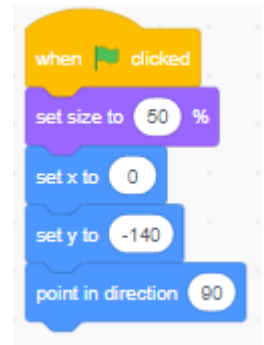 when clicked
set size to 50 %
set x to 0
set y to -140
point in direction 90